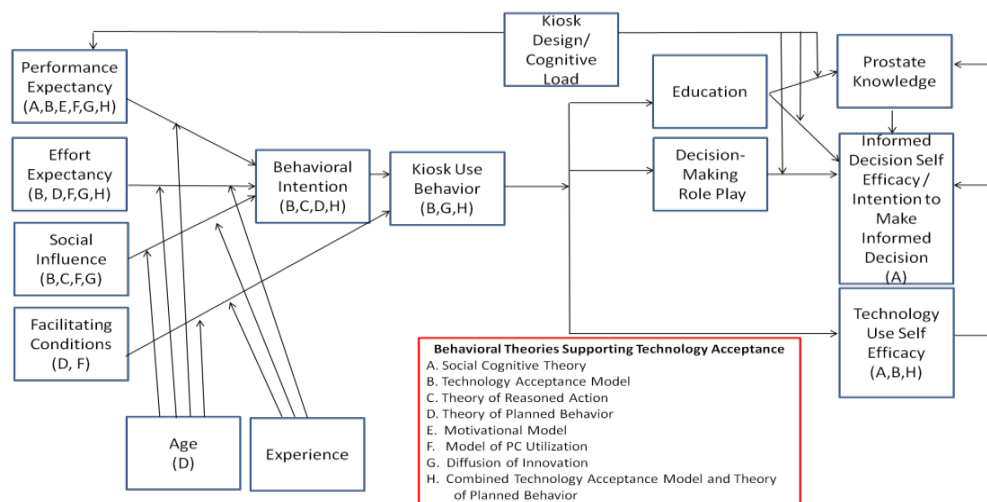 Kiosk
Design/
Cognitive
Load
Performance
Expectancy
(A,B,E,F,G,H)
Effort
Expectancy
(B, D,F,G,H)
Social
Influence
(B,C,F,G)
Facilitating
Conditions
(D, F)
Age
(D)
Experience
Behavioral
Intention
(B,C,D,H)
Kiosk Use
Behavior
(B,G,H)
Education
Decision-
Making
Role Play
Prostate
Knowledge
Informed
Decision Self
Efficacy /
Intention to
Make
Informed
Decision
(A)
Technology
Use Self
Efficacy
(A,B,H)
Behavioral Theories Supporting Technology Acceptance
A. Social Cognitive Theory
B. Technology Acceptance Model
C. Theory of Reasoned Action
D. Theory of Planned Behavior
E. Motivational Model
F. Model of PC Utilization
G. Diffusion of Innovation
H. Combined Technology Acceptance Model and Theory
of Planned Behavior